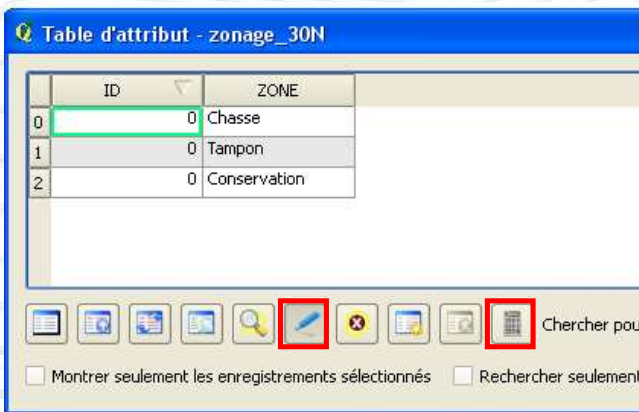 Table d'attribut - zonage_30N
ID ZONE
0 0 Chasse
1 0 Tampon
2 0 Conservation
Chercher pou
Montrer seulement les enregistrements sélectionnés Rechercher seulement